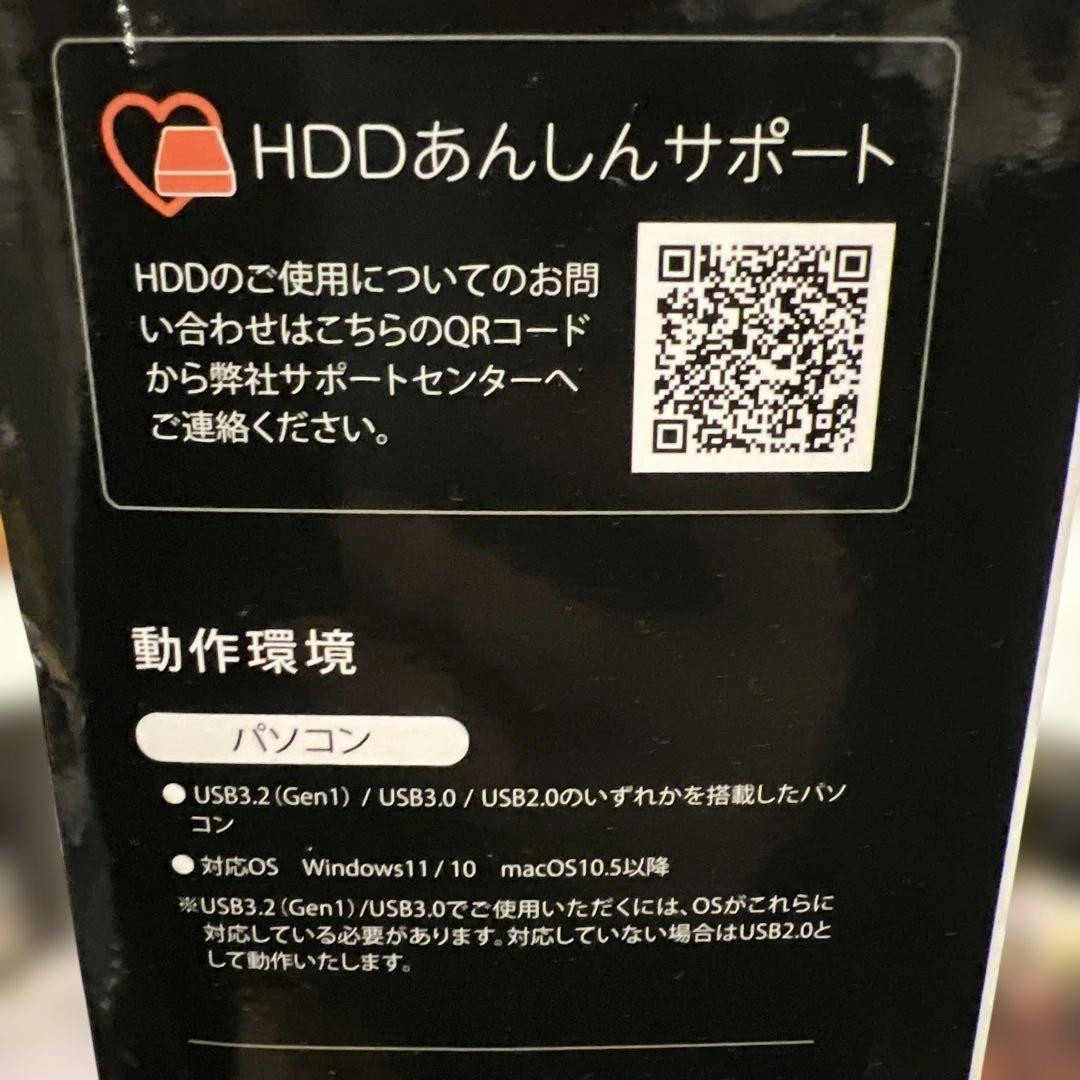 HDDあんしんサポート
HDDのご使用についてのお問
い合わせはこちらのQRコード
から弊社サポートセンターへ
ご連絡ください。
動作環境
パソコン
●USB3.2(Gen1) / USB3.0 / USB2.0のいずれかを搭載したパソ
コン
●対応OS Windows11 / 10 macOS10.5以降
※USB3.2(Gen1)/USB3.0でご使用いただくには、OSがこれらに
対応している必要があります。対応していない場合はUSB2.0と
して動作いたします。